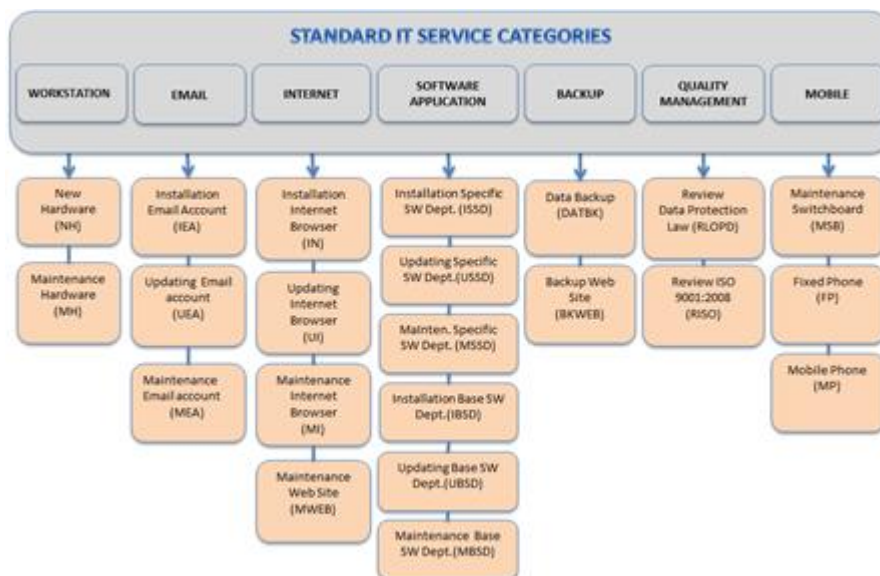 STANDARD IT SERVICE CATEGORIES
WORKSTATION
EMAIL
INTERNET
SOFTWARE
APPLICATION
BACKUP
QUALITY
MANAGEMENT
MOBILE
New
Hardware
(NH)
Maintenance
Hardware
(MH)
Installation
Email Account
(IEA)
Updating Email
account
(UEA)
Maintenance
Email account
(MEA)
Installation
Internet
Browser
(IN)
Updating
Internet
Browser
(UI)
Maintenance
Internet
Browser
(MI)
Maintenance
Web Site
(MWEB)
Installation Specific
SW Dept. (ISSD)
Updating Specific
SW Dept.(USSD)
Mainten. Specific
SW Dept. (MSSD)
Installation Base SW
Dept.(IBSD)
Updating Base SW
Dept.(UBSD)
Maintenance Base
SW Dept.(MBSD)
Data Backup
(DATBK)
Backup Web
Site
(BKWEB)
Review
Data Protection
Law (RLOPD)
Review ISO
9001:2008
(RISO)
Maintenance
Switchboard
(MSB)
Fixed Phone
(FP)
Mobile Phone
(MP)